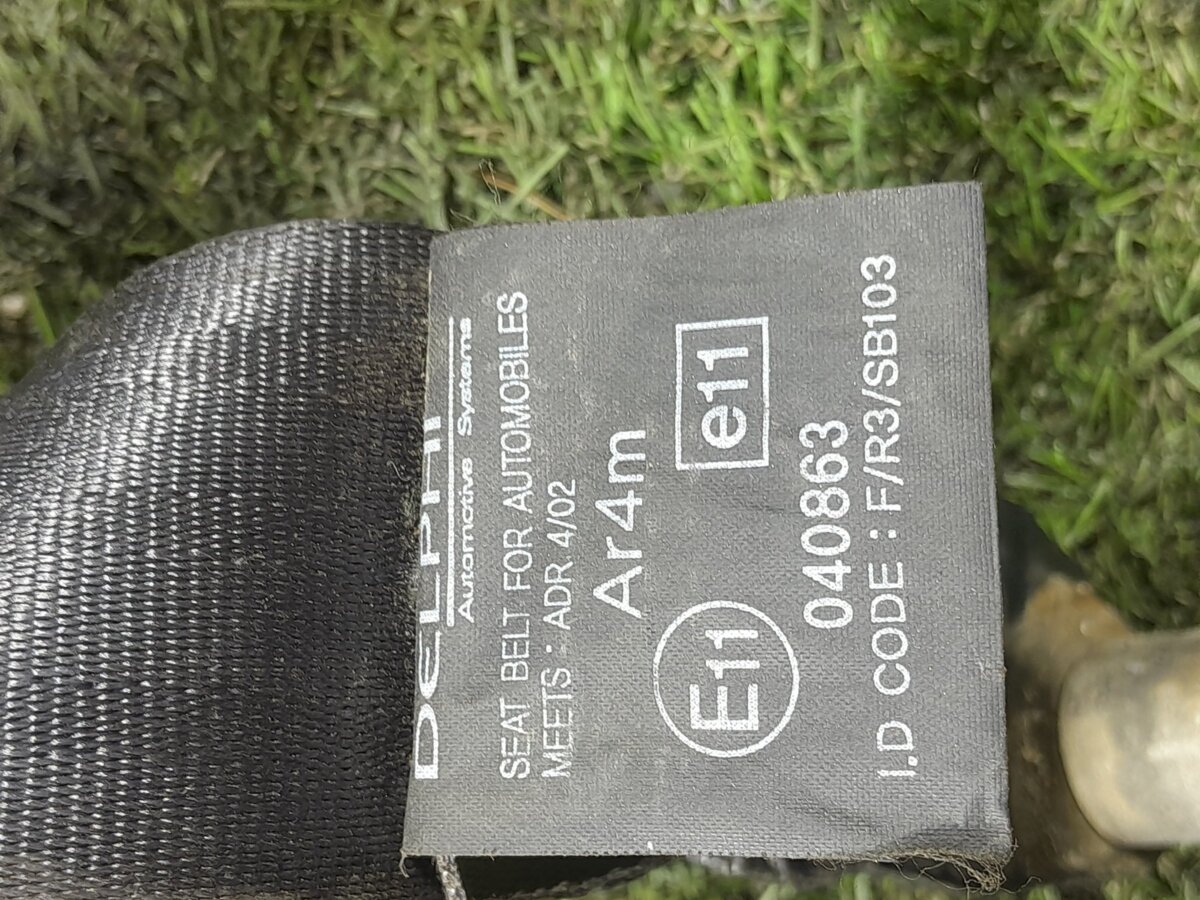 DELPHI
Automotive Systems
SEAT BELT FOR AUTOMOBILES
MEETS : ADR 4/02
Ar4m
E11 e11
040863
I.D CODE : F/R3/SB103